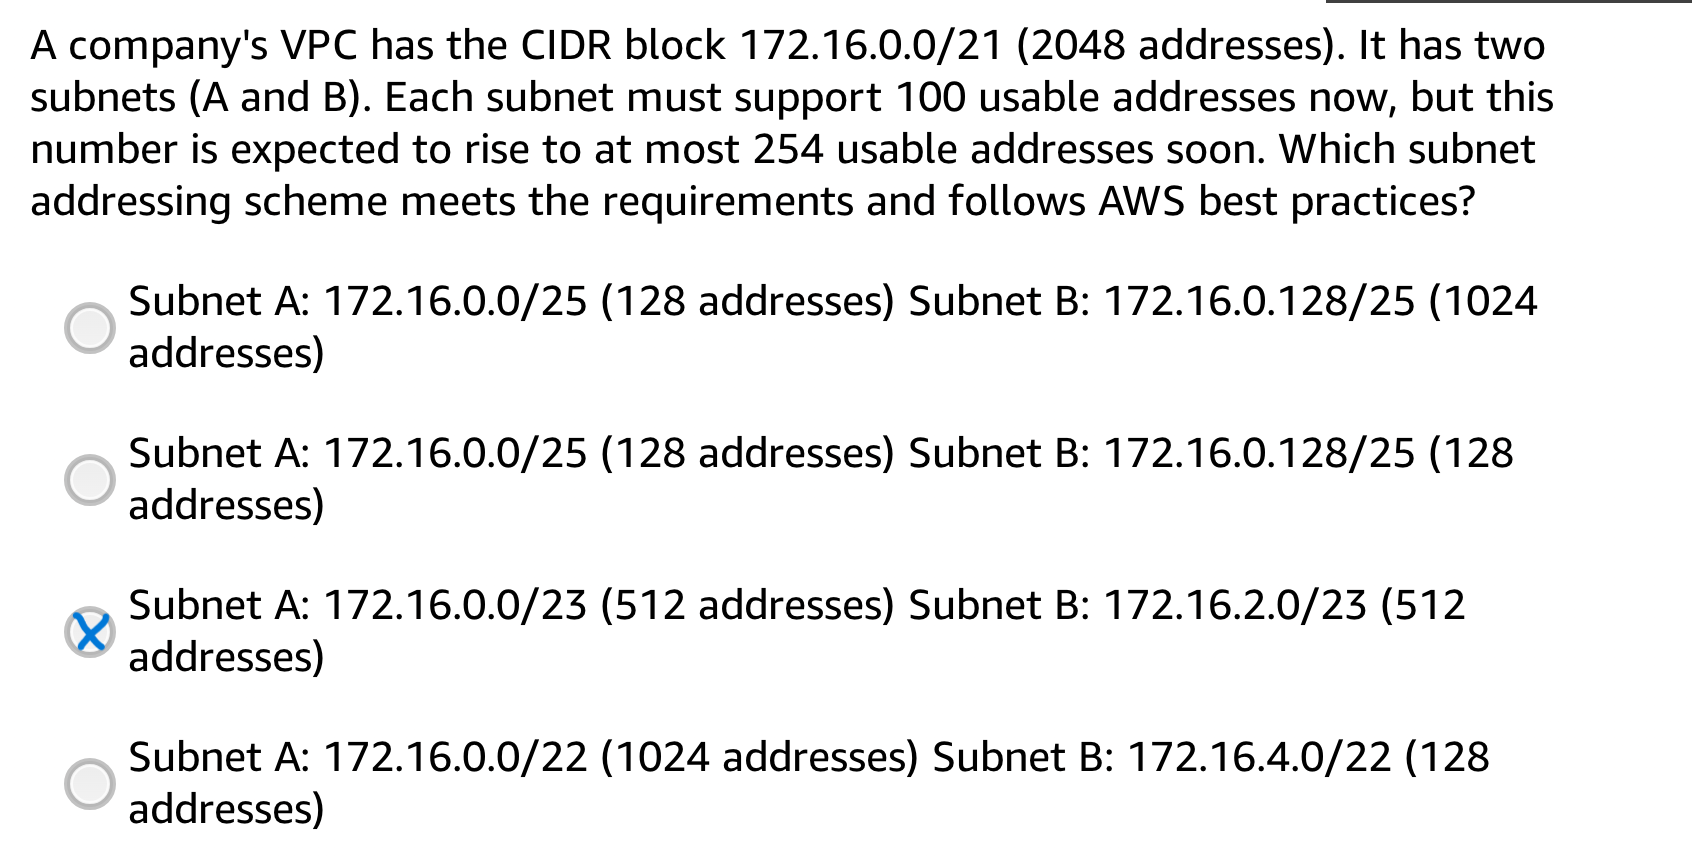 A company's VPC has the CIDR block 172.16.0.0/21 (2048 addresses). It has two
subnets (A and B). Each subnet must support 100 usable addresses now, but this
number is expected to rise to at most 254 usable addresses soon. Which subnet
addressing scheme meets the requirements and follows AWS best practices?
Subnet A: 172.16.0.0/25 (128 addresses) Subnet B: 172.16.0.128/25 (1024
addresses)
Subnet A: 172.16.0.0/25 (128 addresses) Subnet B: 172.16.0.128/25 (128
addresses)
Subnet A: 172.16.0.0/23 (512 addresses) Subnet B: 172.16.2.0/23 (512
addresses)
Subnet A: 172.16.0.0/22 (1024 addresses) Subnet B: 172.16.4.0/22 (128
addresses)